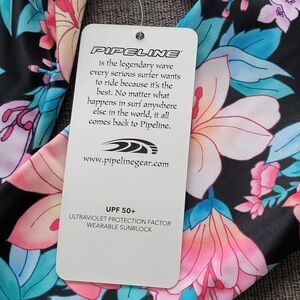 PIPELINE
is the legendary wave
every serious surfer wants
to ride because it's the
best. No matter what
happens in surf anywhere
else in the world, it all
comes back to Pipeline.
www.pipelinegear.com
UPF 50+
ULTRAVIOLET PROTECTION FACTOR
WEARABLE SUNBLOCK